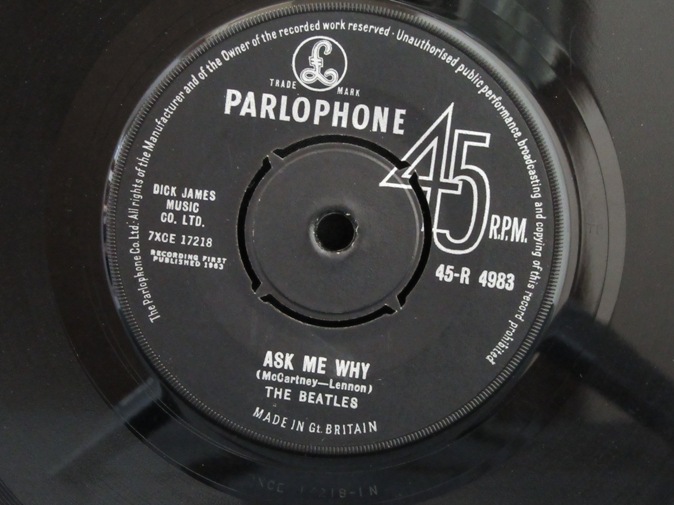 The Parlophone Co. Ltd. All rights of the Manufacturer and of the Owner of the recorded work reserved · Unauthorised public performance, broadcasting and copying of this record prohibited
£
TRADE MARK
PARLOPHONE
45 R.P.M.
DICK JAMES
MUSIC
CO. LTD.
7XCE 17218
RECORDING FIRST
PUBLISHED 1963
45-R 4983
ASK ME WHY
(McCartney—Lennon)
THE BEATLES
MADE IN Gt. BRITAIN